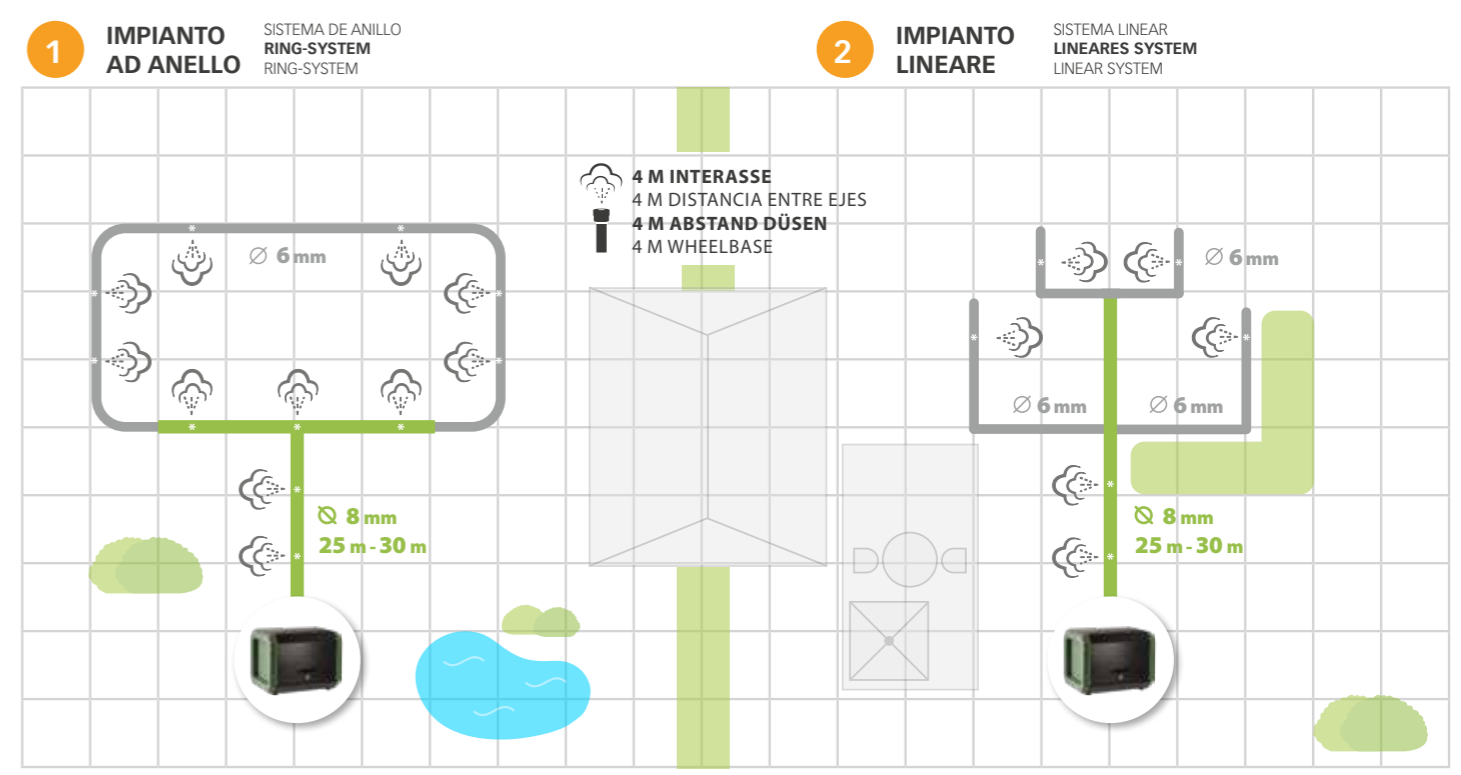 1
IMPIANTO
AD ANELLO
SISTEMA DE ANILLO
RING-SYSTEM
RING-SYSTEM
2
IMPIANTO
LINEARE
SISTEMA LINEAR
LINEARES SYSTEM
LINEAR SYSTEM
4 M INTERASSE
4 M DISTANCIA ENTRE EJES
4 M ABSTAND DÜSEN
4 M WHEELBASE
∅ 6 mm
∅ 8 mm
25 m - 30 m
∅ 6 mm
∅ 6 mm
∅ 6 mm
∅ 8 mm
25 m - 30 m